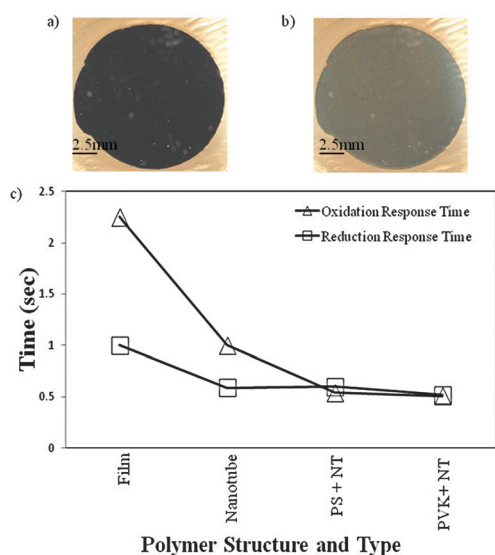 a)
b)
2.5mm
2.5mm
c)
2.5
2
1.5
1
0.5
0
Time (sec)
Oxidation Response Time
Reduction Response Time
Film
Nanotube
PS + NT
PVK+ NT
Polymer Structure and Type